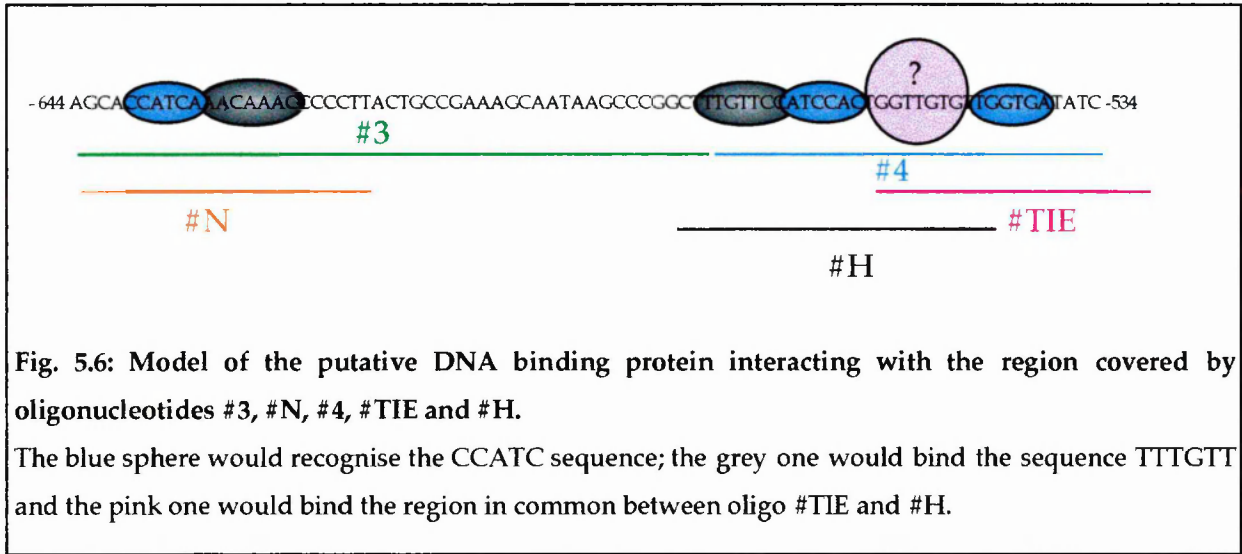 ?
- 644 AGCACCATCAAACAAAGCCCCTTACTGCCGAAAGCAATAAGCCCGGCTTTGTTCCATCCACTGGTTGTGTTGGTGATATC -534
#3
#4
#N
#TIE
#H
Fig. 5.6: Model of the putative DNA binding protein interacting with the region covered by
oligonucleotides #3, #N, #4, #TIE and #H.
The blue sphere would recognise the CCATC sequence; the grey one would bind the sequence TTTGTT
and the pink one would bind the region in common between oligo #TIE and #H.